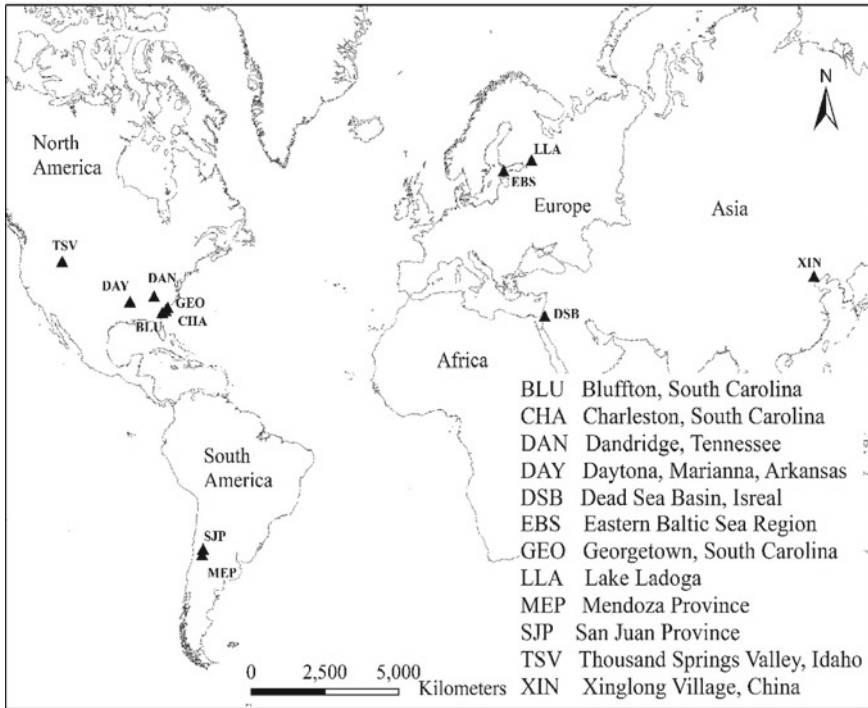 N
LLA
North
America
EBS
Europe
Asia
TSV
XIN
DAN
DAY
GEO
DSB
CHA
BLU
Africa
BLU Bluffton, South Carolina
CHA Charleston, South Carolina
DAN Dandridge, Tennessee
DAY Daytona, Marianna, Arkansas
South
America
DSB Dead Sea Basin, Isreal
EBS Eastern Baltic Sea Region
GEO Georgetown, South Carolina
SJP
LLA Lake Ladoga
MEP
MEP Mendoza Province
SJP San Juan Province
TSV Thousand Springs Valley, Idaho
XIN Xinglong Village, China
0 2,500 5,000
Kilometers